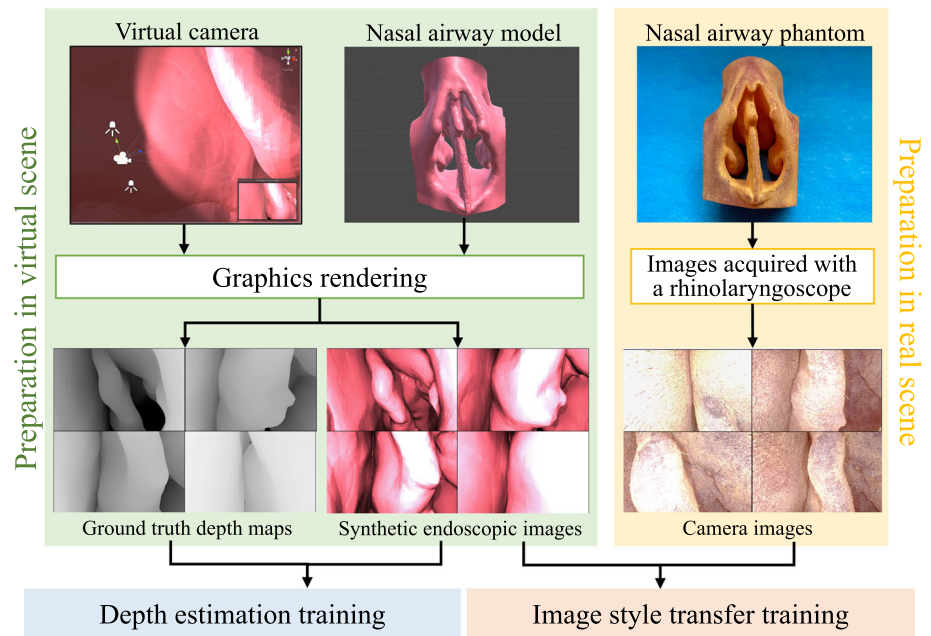 Virtual camera
Nasal airway model
Nasal airway phantom
Preparation in virtual scene
Preparation in real scene
Graphics rendering
Images acquired with
a rhinolaryngoscope
Ground truth depth maps
Synthetic endoscopic images
Camera images
Depth estimation training
Image style transfer training